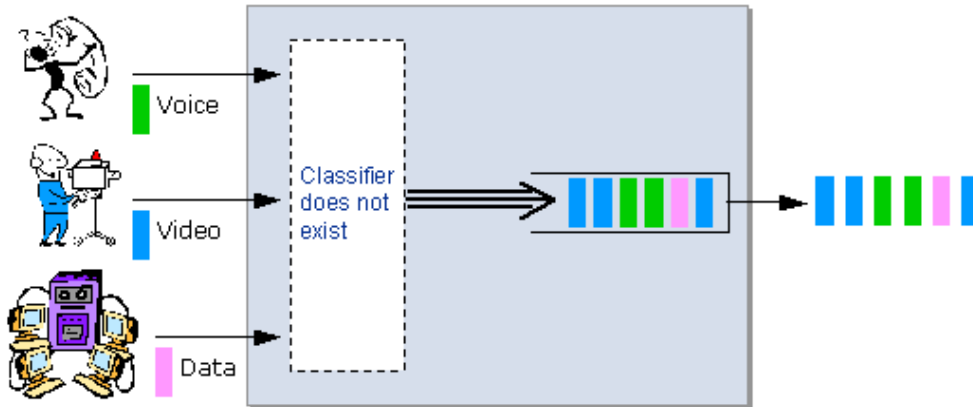 Voice
Classifier
does not
exist
Video
Data